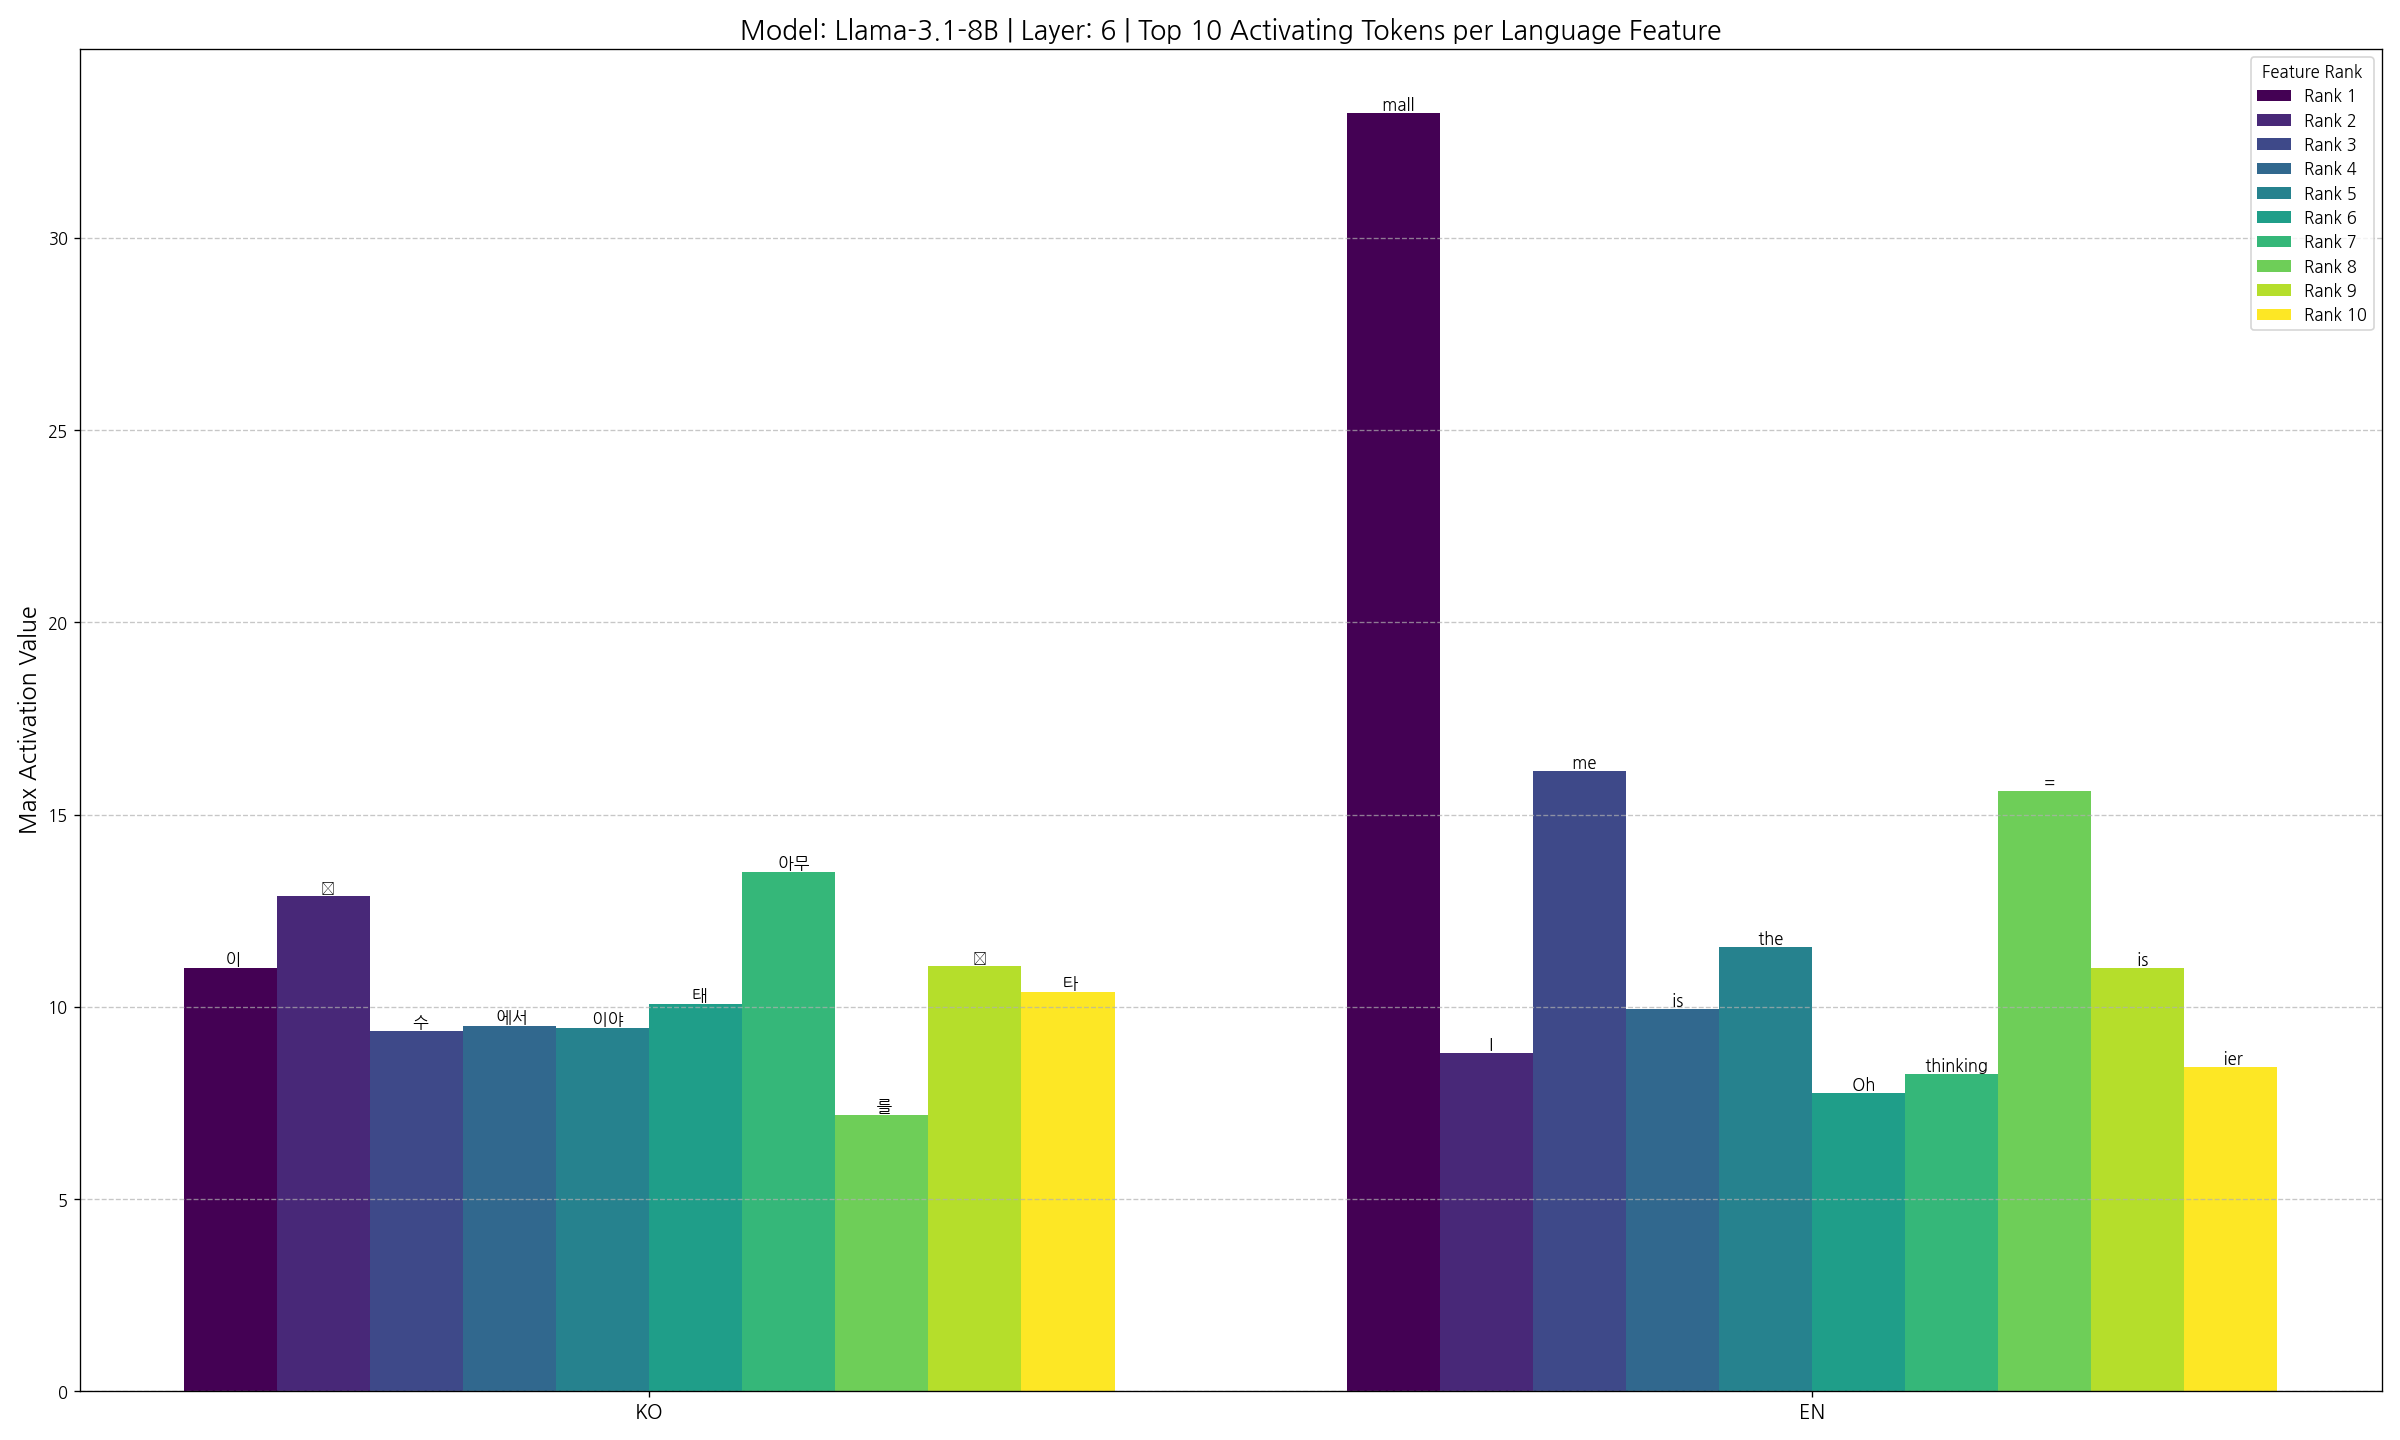 Model: Llama-3.1-8B | Layer: 6 | Top 10 Activating Tokens per Language Feature
Feature Rank
Rank 1
Rank 2
Rank 3
Rank 4
Rank 5
Rank 6
Rank 7
Rank 8
Rank 9
Rank 10
Max Activation Value
30
25
20
15
10
5
0
이
수
에서
이야
태
아무
를
타
mall
I
me
is
the
Oh
thinking
=
is
ier
KO
EN